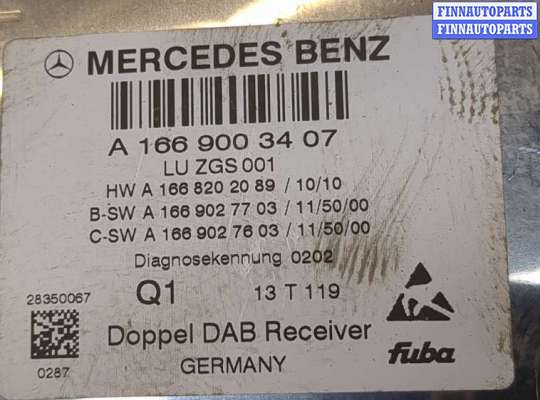 FINNAUTOPARTS
FINNAUTOPARTS
MERCEDES BENZ
A 166 900 34 07
LU ZGS 001
HW A 166 820 20 89 / 10/10
B-SW A 166 902 77 03 / 11/50/00
C-SW A 166 902 76 03 / 11/50/00
Diagnosekennung 0202
28350067
Q1 13 T 119
0287
Doppel DAB Receiver
GERMANY
fuba